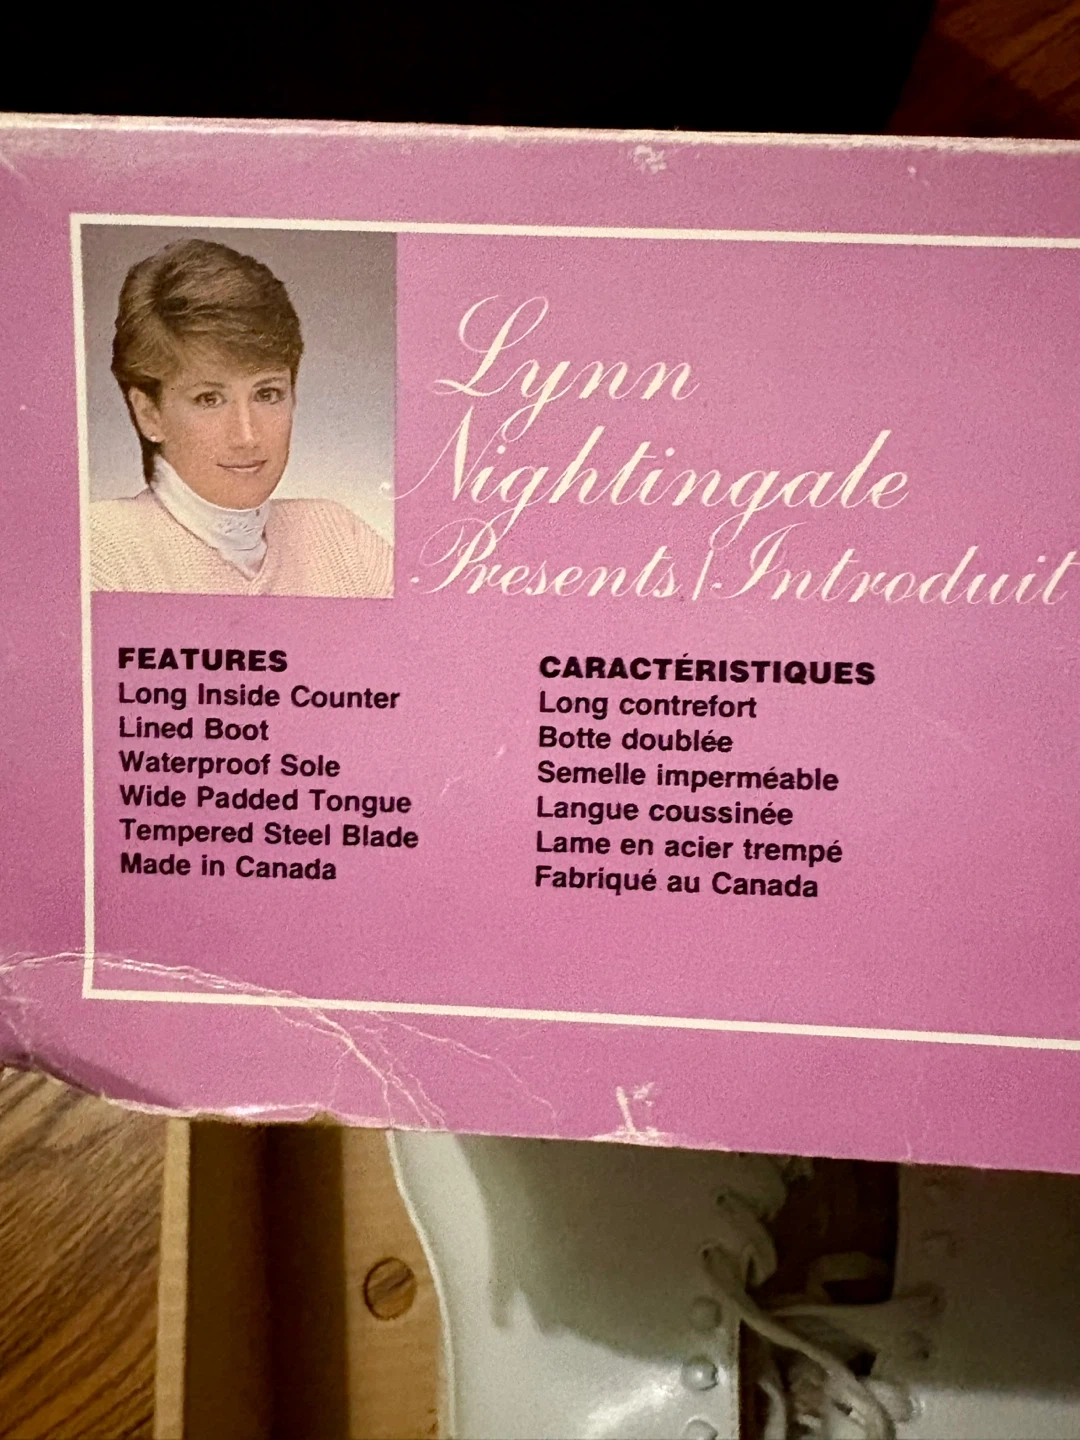 Lynn
Nightingale
Presents/Introduit
FEATURES
Long Inside Counter
Lined Boot
Waterproof Sole
Wide Padded Tongue
Tempered Steel Blade
Made in Canada
CARACTÉRISTIQUES
Long contrefort
Botte doublée
Semelle imperméable
Langue coussinée
Lame en acier trempé
Fabriqué au Canada